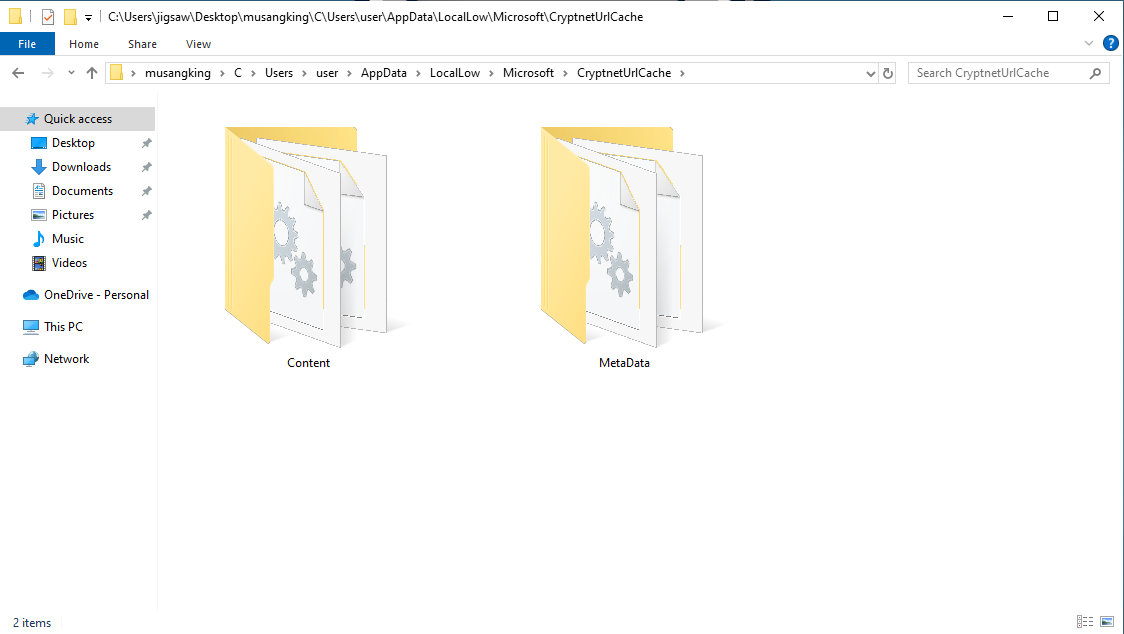 C:\Users\jigsaw\Desktop\musangking\C\Users\user\AppData\LocalLow\Microsoft\CryptnetUrlCache
File Home Share View ?
musangking > C > Users > user > AppData > LocalLow > Microsoft > CryptnetUrlCache >
Search CryptnetUrlCache
Quick access
Desktop
Downloads
Documents
Pictures
Music
Videos
OneDrive - Personal
This PC
Network
Content
MetaData
2 items